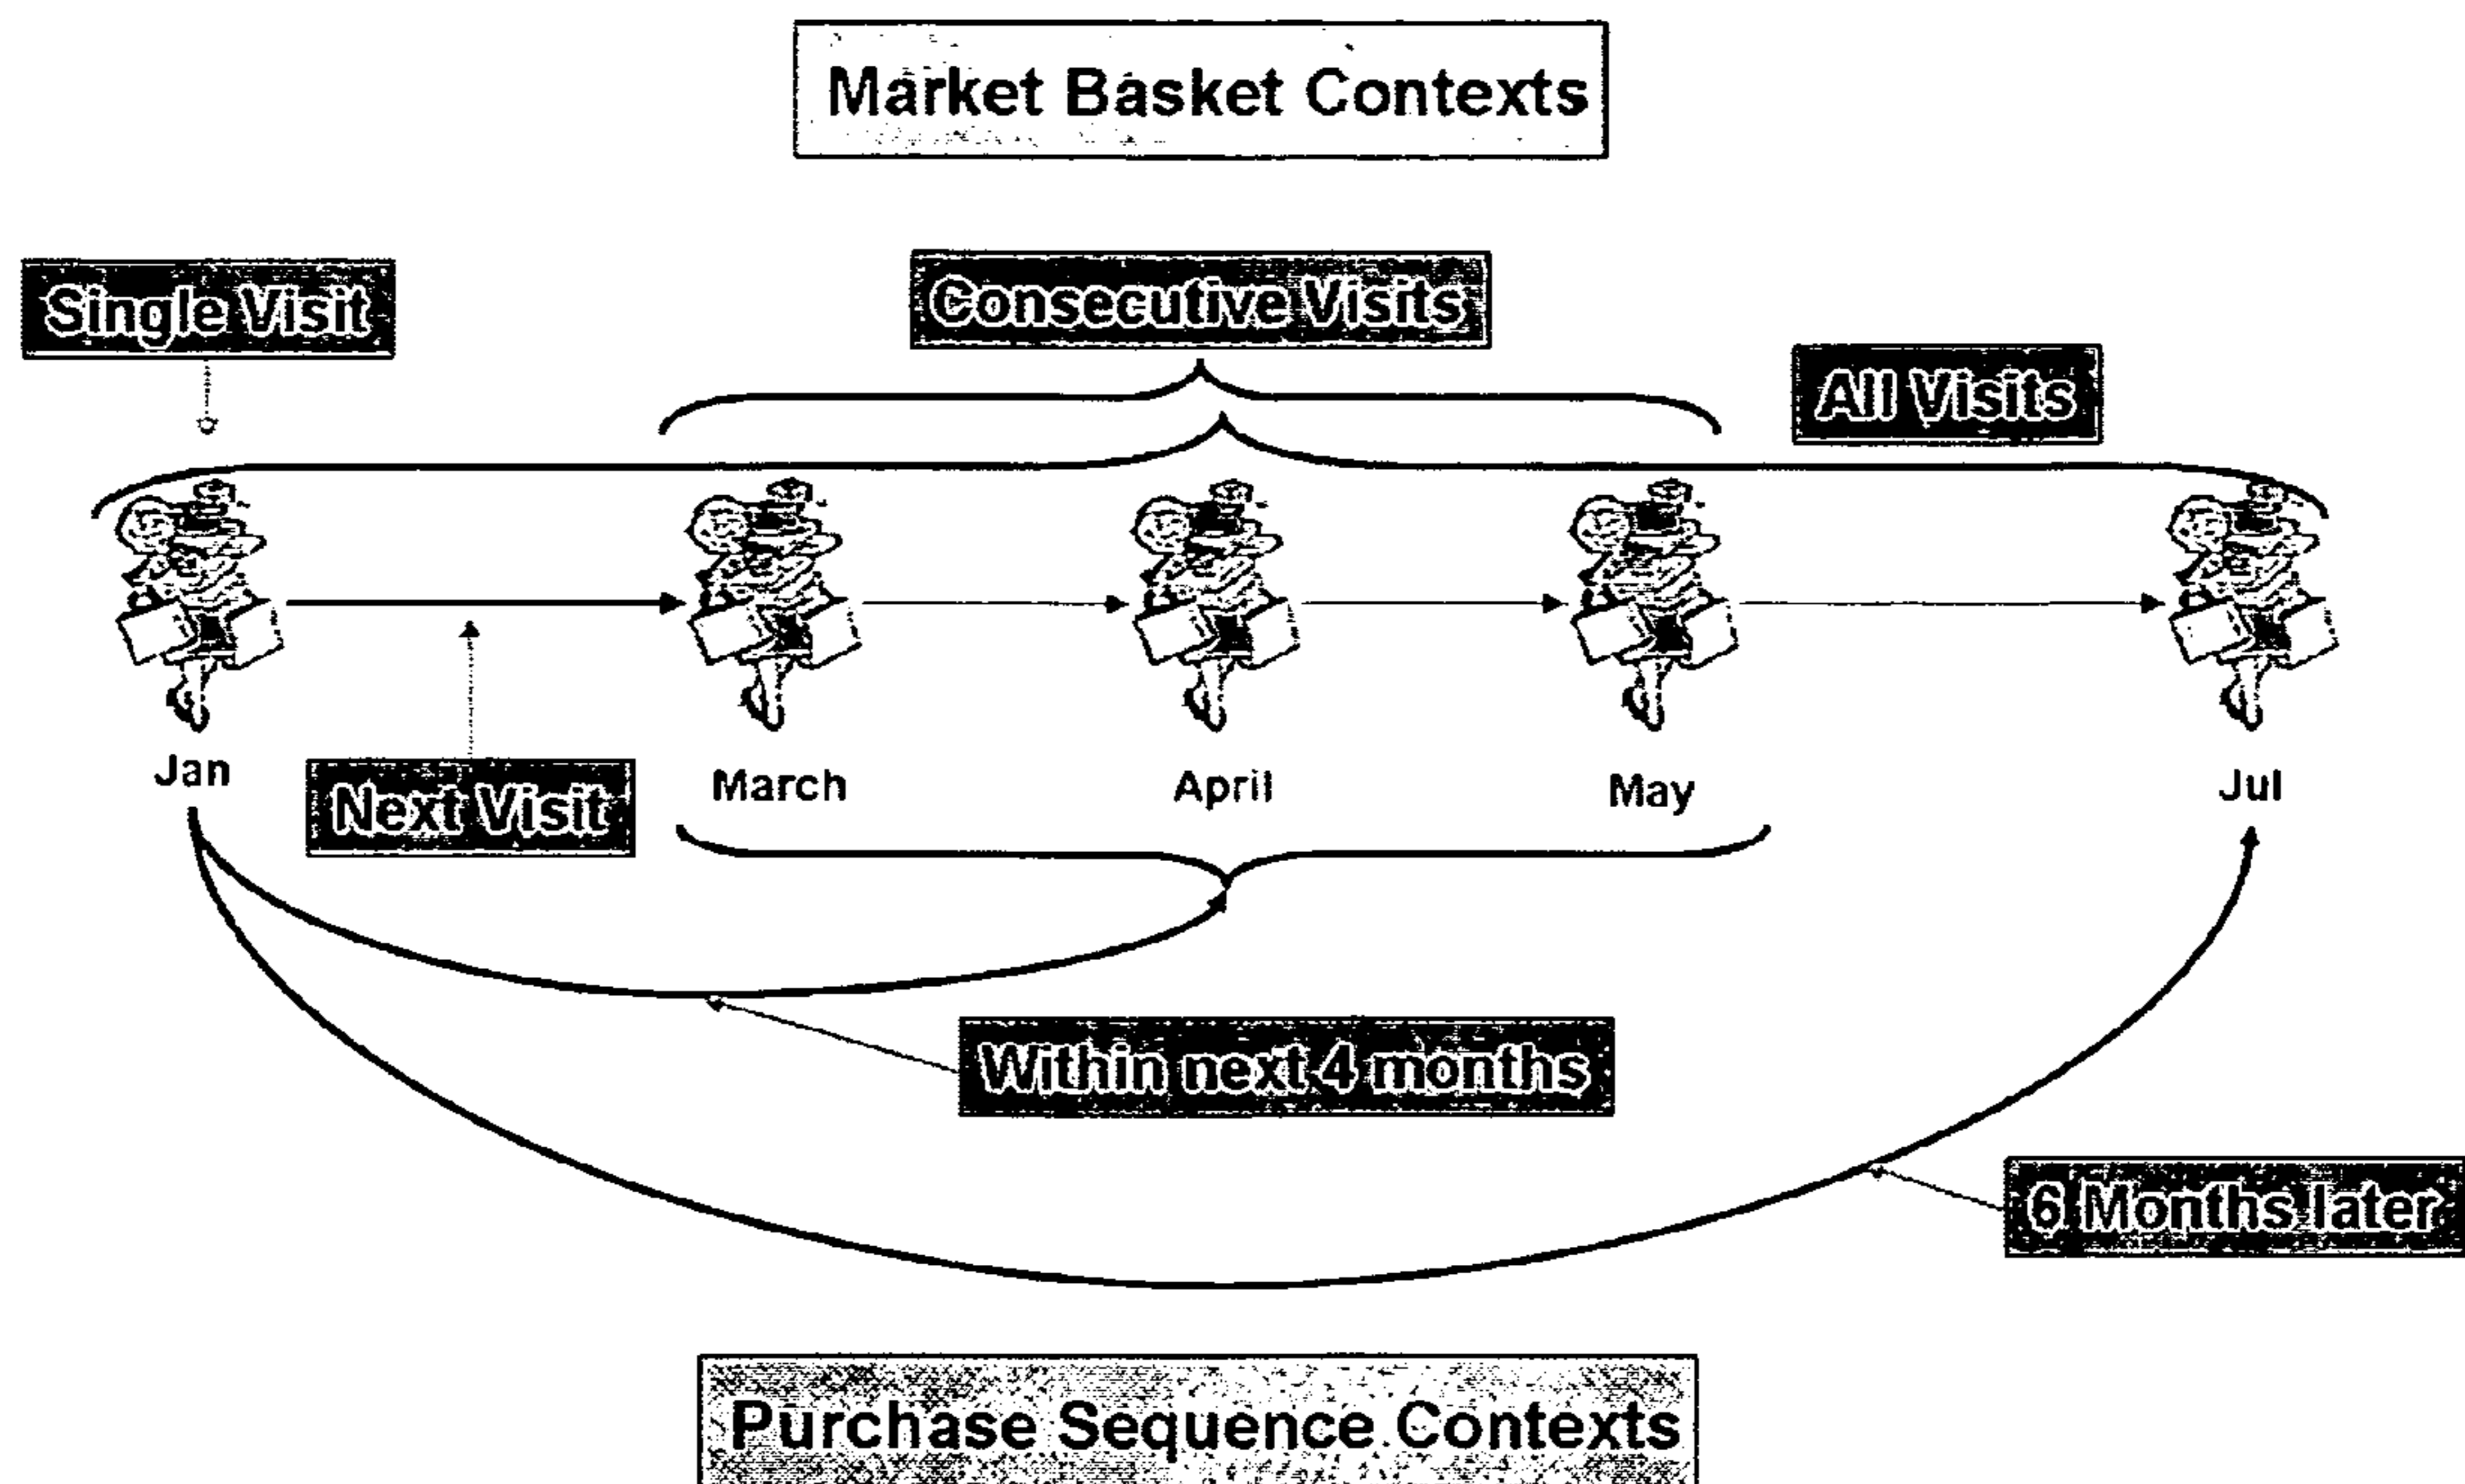 Market Basket Contexts
Single Visit
Consecutive Visits
All Visits
Jan
Next Visit
March
April
May
Jul
Within next 4 months
6 Months later
Purchase Sequence Contexts